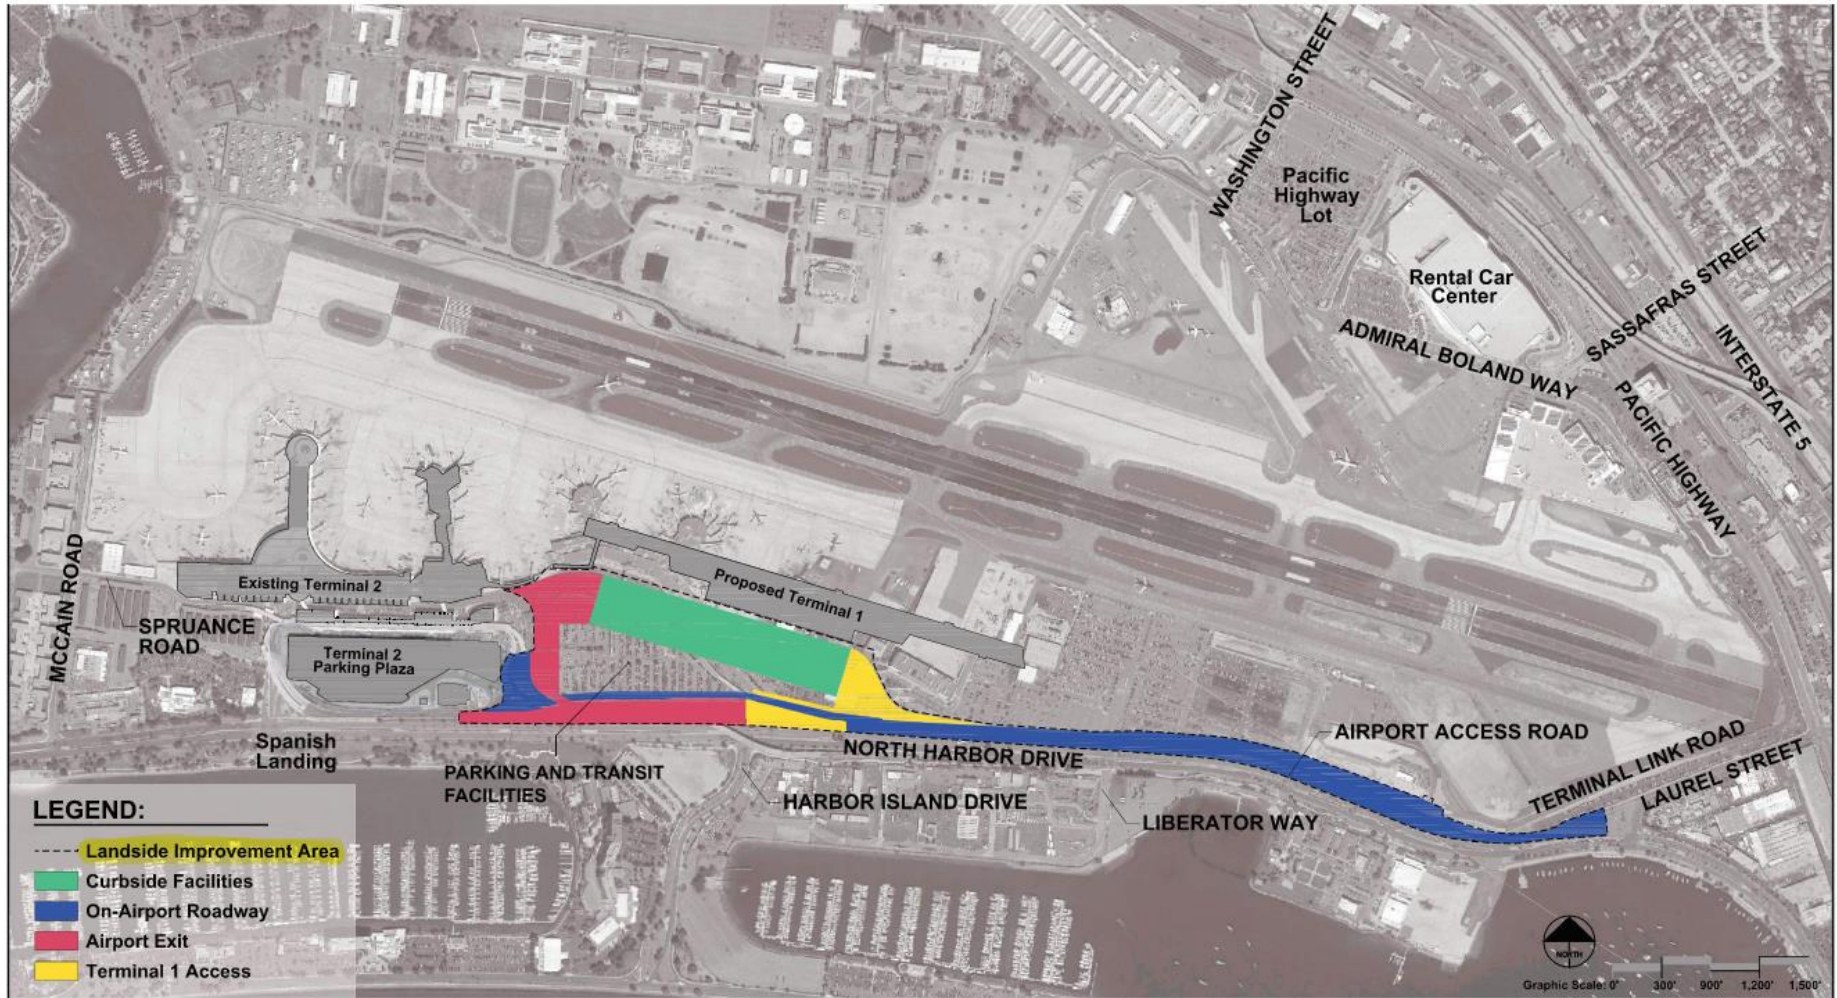 WASHINGTON STREET
Pacific
Highway
Lot
Rental Car
Center
SASSAFRAS STREET
INTERSTATE 5
ADMIRAL BOLAND WAY
PACIFIC HIGHWAY
MCCAIN ROAD
Existing Terminal 2
Proposed Terminal 1
SPRUANCE
ROAD
Terminal 2
Parking Plaza
Spanish
Landing
PARKING AND TRANSIT
FACILITIES
NORTH HARBOR DRIVE
HARBOR ISLAND DRIVE
LIBERATOR WAY
AIRPORT ACCESS ROAD
TERMINAL LINK ROAD
LAUREL STREET
LEGEND:
Landside Improvement Area
Curbside Facilities
On-Airport Roadway
Airport Exit
Terminal 1 Access
NORTH
Graphic Scale: 0' 300' 900' 1,200' 1,500'